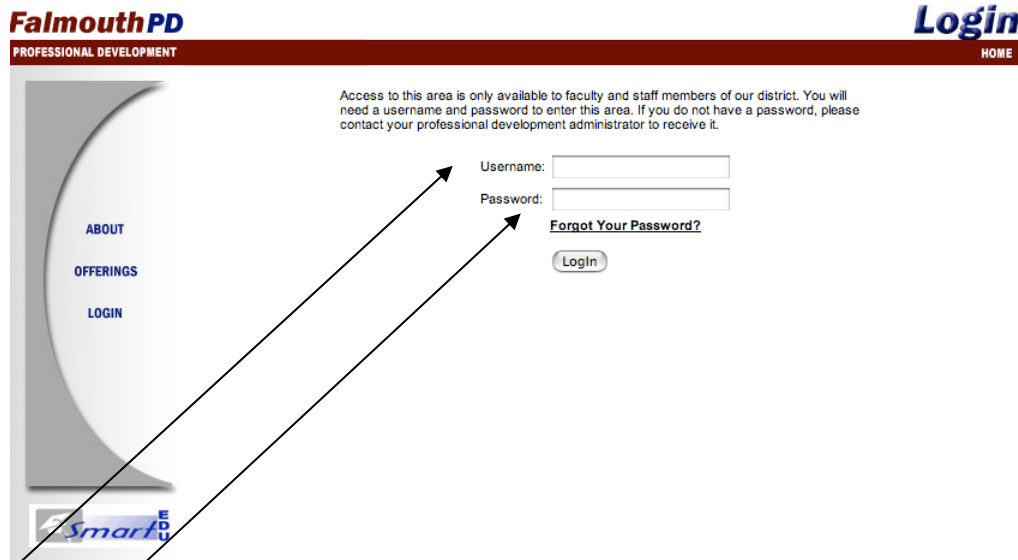 Falmouth PD
Login
PROFESSIONAL DEVELOPMENT
HOME
Access to this area is only available to faculty and staff members of our district. You will
need a username and password to enter this area. If you do not have a password, please
contact your professional development administrator to receive it.
Username:
Password:
Forgot Your Password?
LogIn
ABOUT
OFFERINGS
LOGIN
Smart EDU